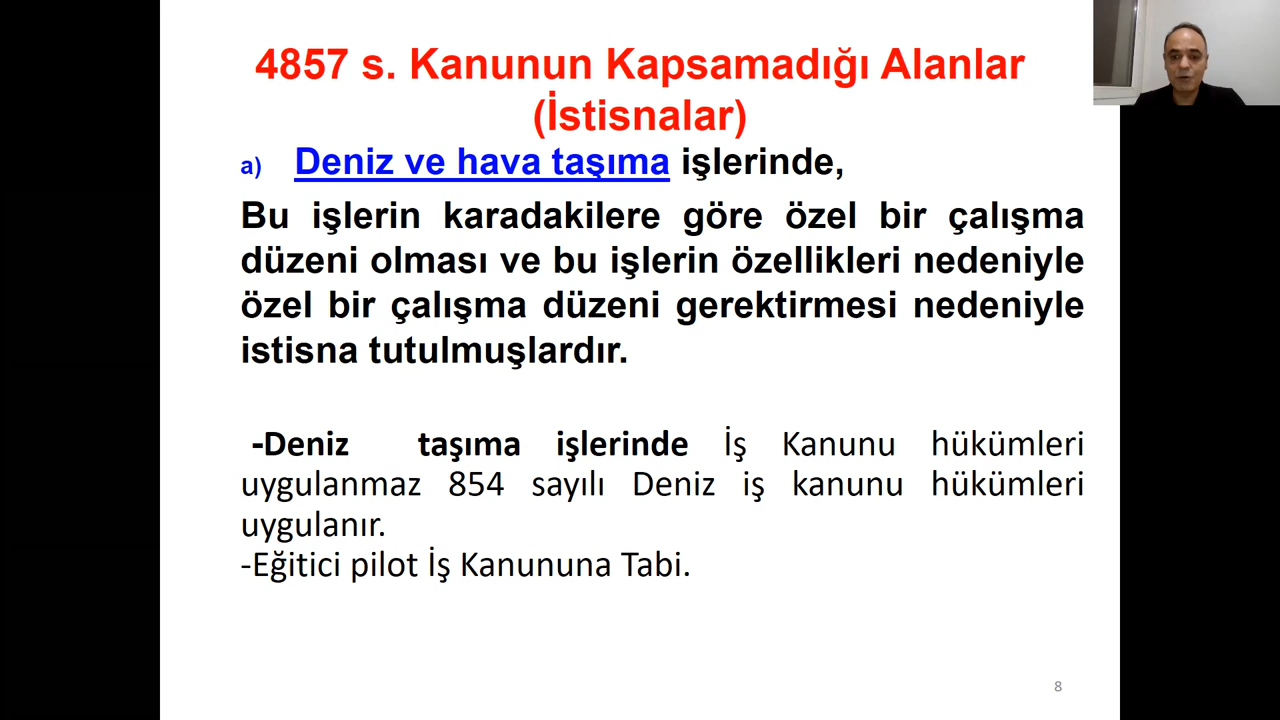 4857 s. Kanunun Kapsamadığı Alanlar
(İstisnalar)
a) Deniz ve hava taşıma işlerinde,
Bu işlerin karadakilere göre özel bir çalışma
düzeni olması ve bu işlerin özellikleri nedeniyle
özel bir çalışma düzeni gerektirmesi nedeniyle
istisna tutulmuşlardır.
-Deniz taşıma işlerinde İş Kanunu hükümleri
uygulanmaz 854 sayılı Deniz iş kanunu hükümleri
uygulanır.
-Eğitici pilot İş Kanununa Tabi.
8